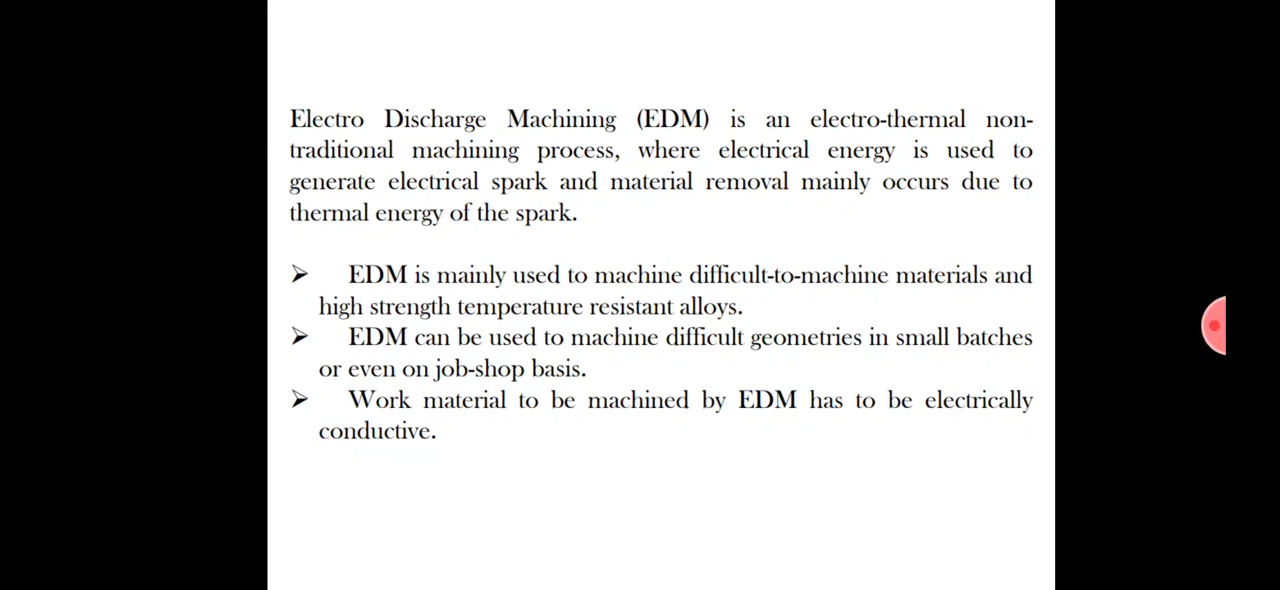 Electro Discharge Machining (EDM) is an electro-thermal non-
traditional machining process, where electrical energy is used to
generate electrical spark and material removal mainly occurs due to
thermal energy of the spark.
➢ EDM is mainly used to machine difficult-to-machine materials and
high strength temperature resistant alloys.
➢ EDM can be used to machine difficult geometries in small batches
or even on job-shop basis.
➢ Work material to be machined by EDM has to be electrically
conductive.